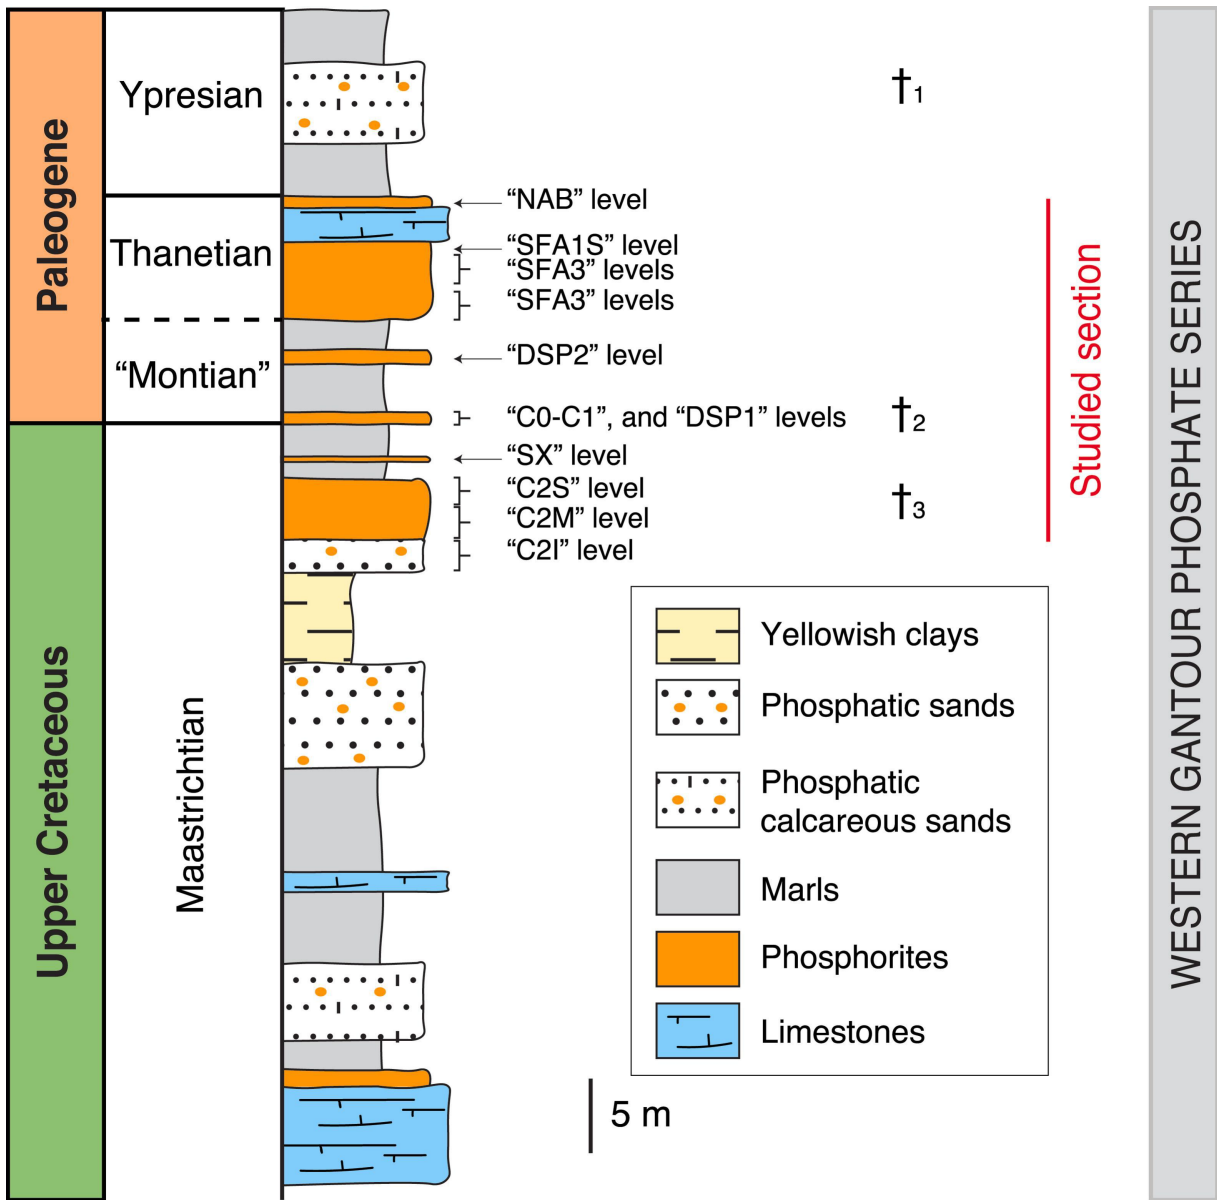 Paleogene
Upper Cretaceous
Ypresian
Thanetian
“Montian”
Maastrichtian
“NAB” level
“SFA1S” level
“SFA3” levels
“SFA3” levels
“DSP2” level
“C0-C1”, and “DSP1” levels
“SX” level
“C2S” level
“C2M” level
“C2I” level
†1
†2
†3
Studied section
WESTERN GANTOUR PHOSPHATE SERIES
Yellowish clays
Phosphatic sands
Phosphatic
calcareous sands
Marls
Phosphorites
Limestones
5 m